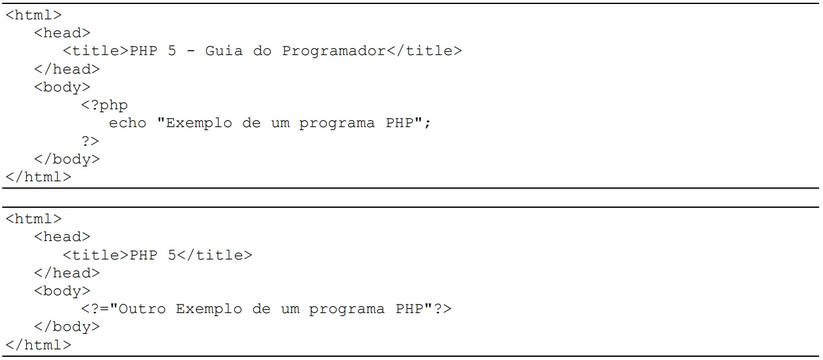 <html>
<head>
<title>PHP 5 - Guia do Programador</title>
</head>
<body>
<?php
echo "Exemplo de um programa PHP";
?>
</body>
</html>
<html>
<head>
<title>PHP 5</title>
</head>
<body>
<?="Outro Exemplo de um programa PHP"?>
</body>
</html>